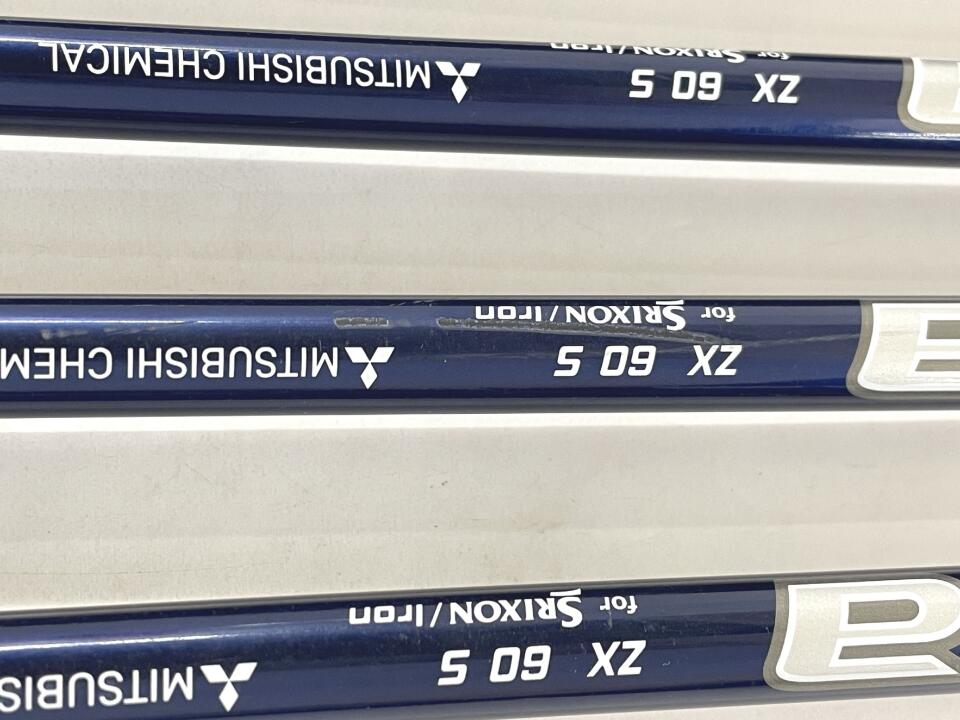 for SRIXON/Iron
ZX 60 S
MITSUBISHI CHEMICAL
for SRIXON/Iron
ZX 60 S
MITSUBISHI CHEM
for SRIXON/Iron
ZX 60 S
MITSUBIS